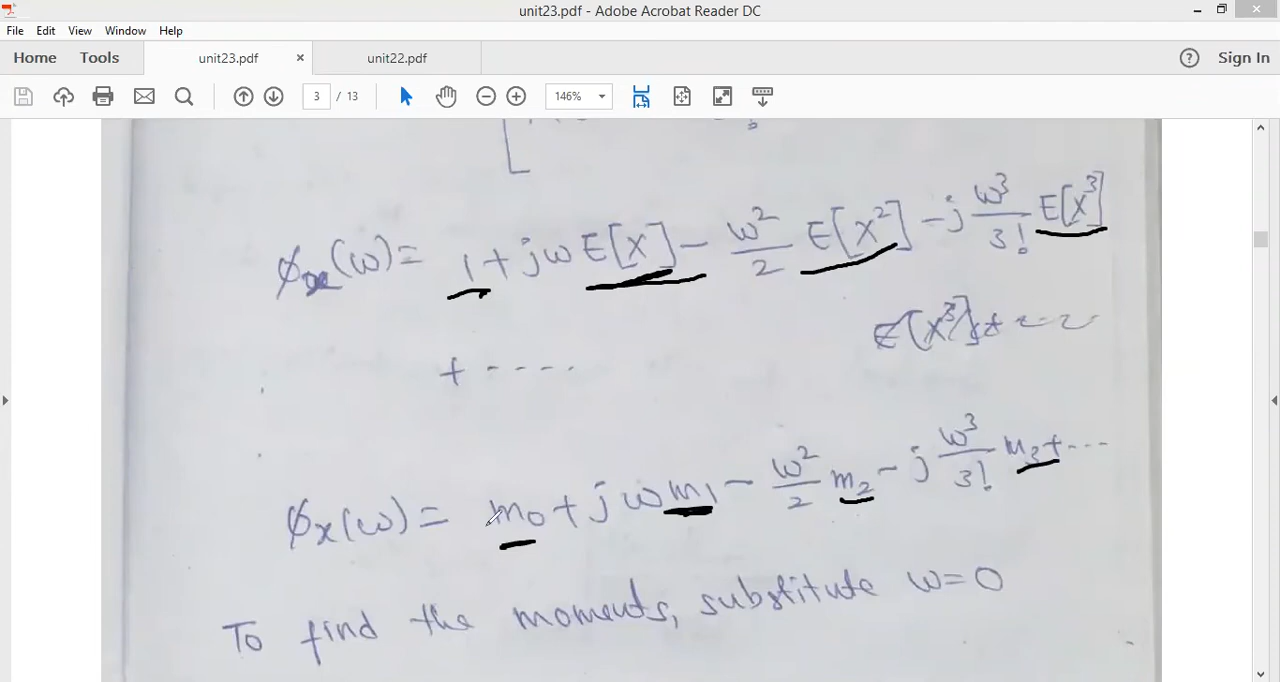 unit23.pdf - Adobe Acrobat Reader DC
File Edit View Window Help
Home Tools unit23.pdf × unit22.pdf ? Sign In
3 / 13 146%
ϕx(ω) = 1 + jω E[X] - ω²/2 E[X²] - j ω³/3! E[X³]
E[X³]
+ - - - -
ϕx(ω) = m₀ + jω m₁ - ω²/2 m₂ - j ω³/3! m₃ + ...
To find the moments, substitute ω=0